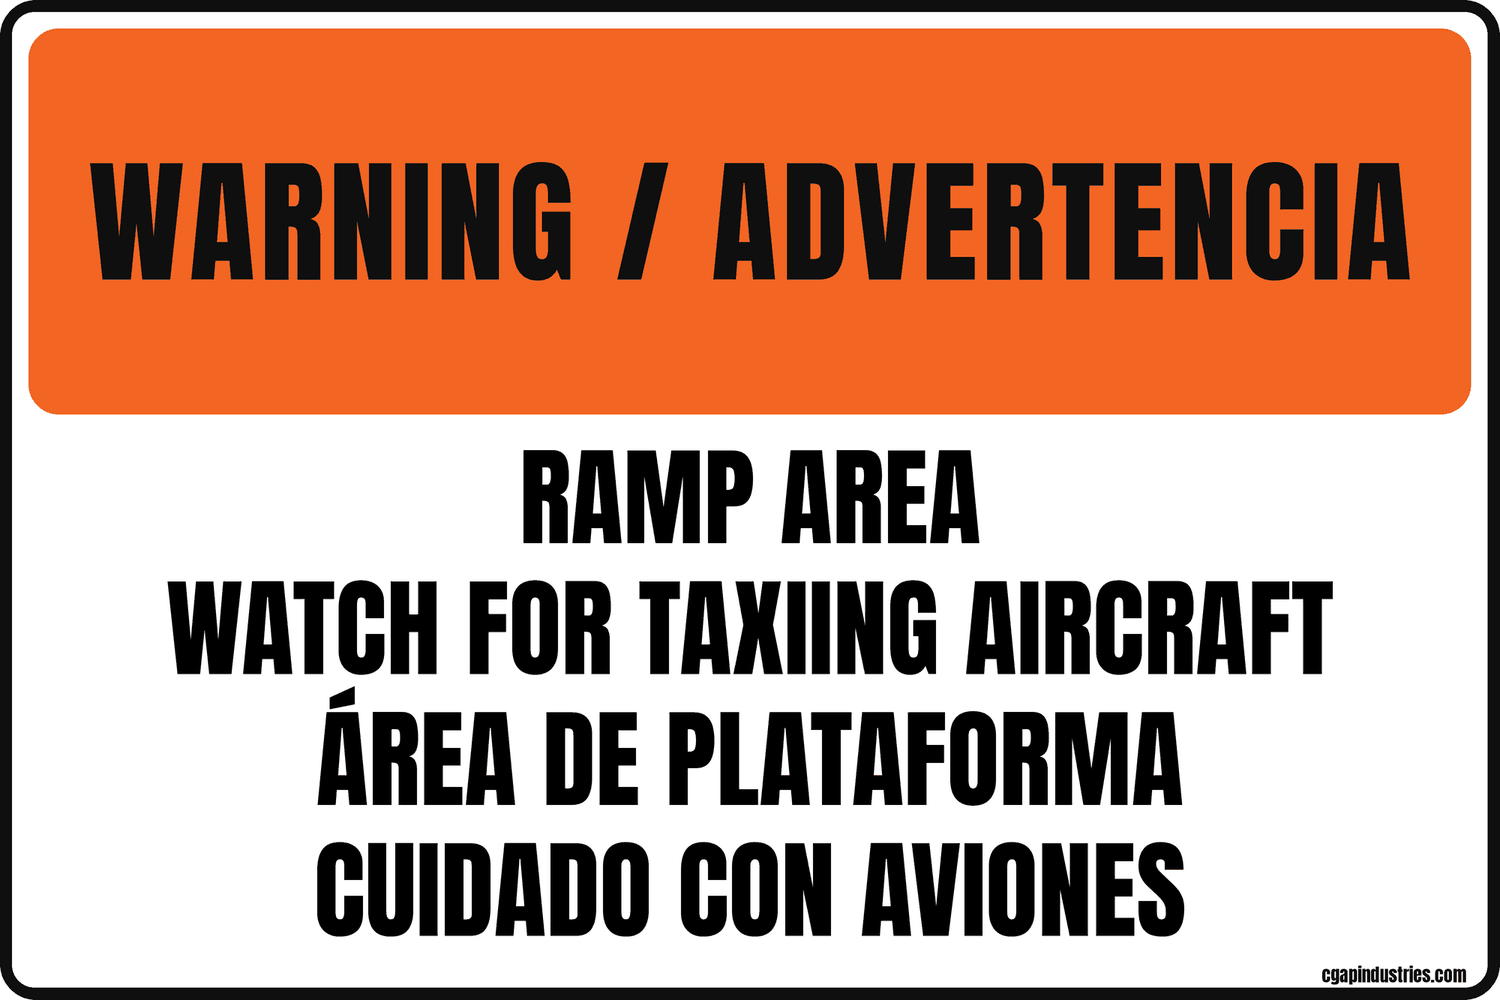 WARNING / ADVERTENCIA
RAMP AREA
WATCH FOR TAXIING AIRCRAFT
ÁREA DE PLATAFORMA
CUIDADO CON AVIONES
cgapindustries.com